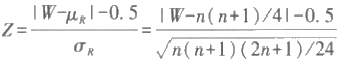 Z = |W-μ_R|-0.5 / σ_R = |W-n(n+1)/4|-0.5 / √n(n+1)(2n+1)/24